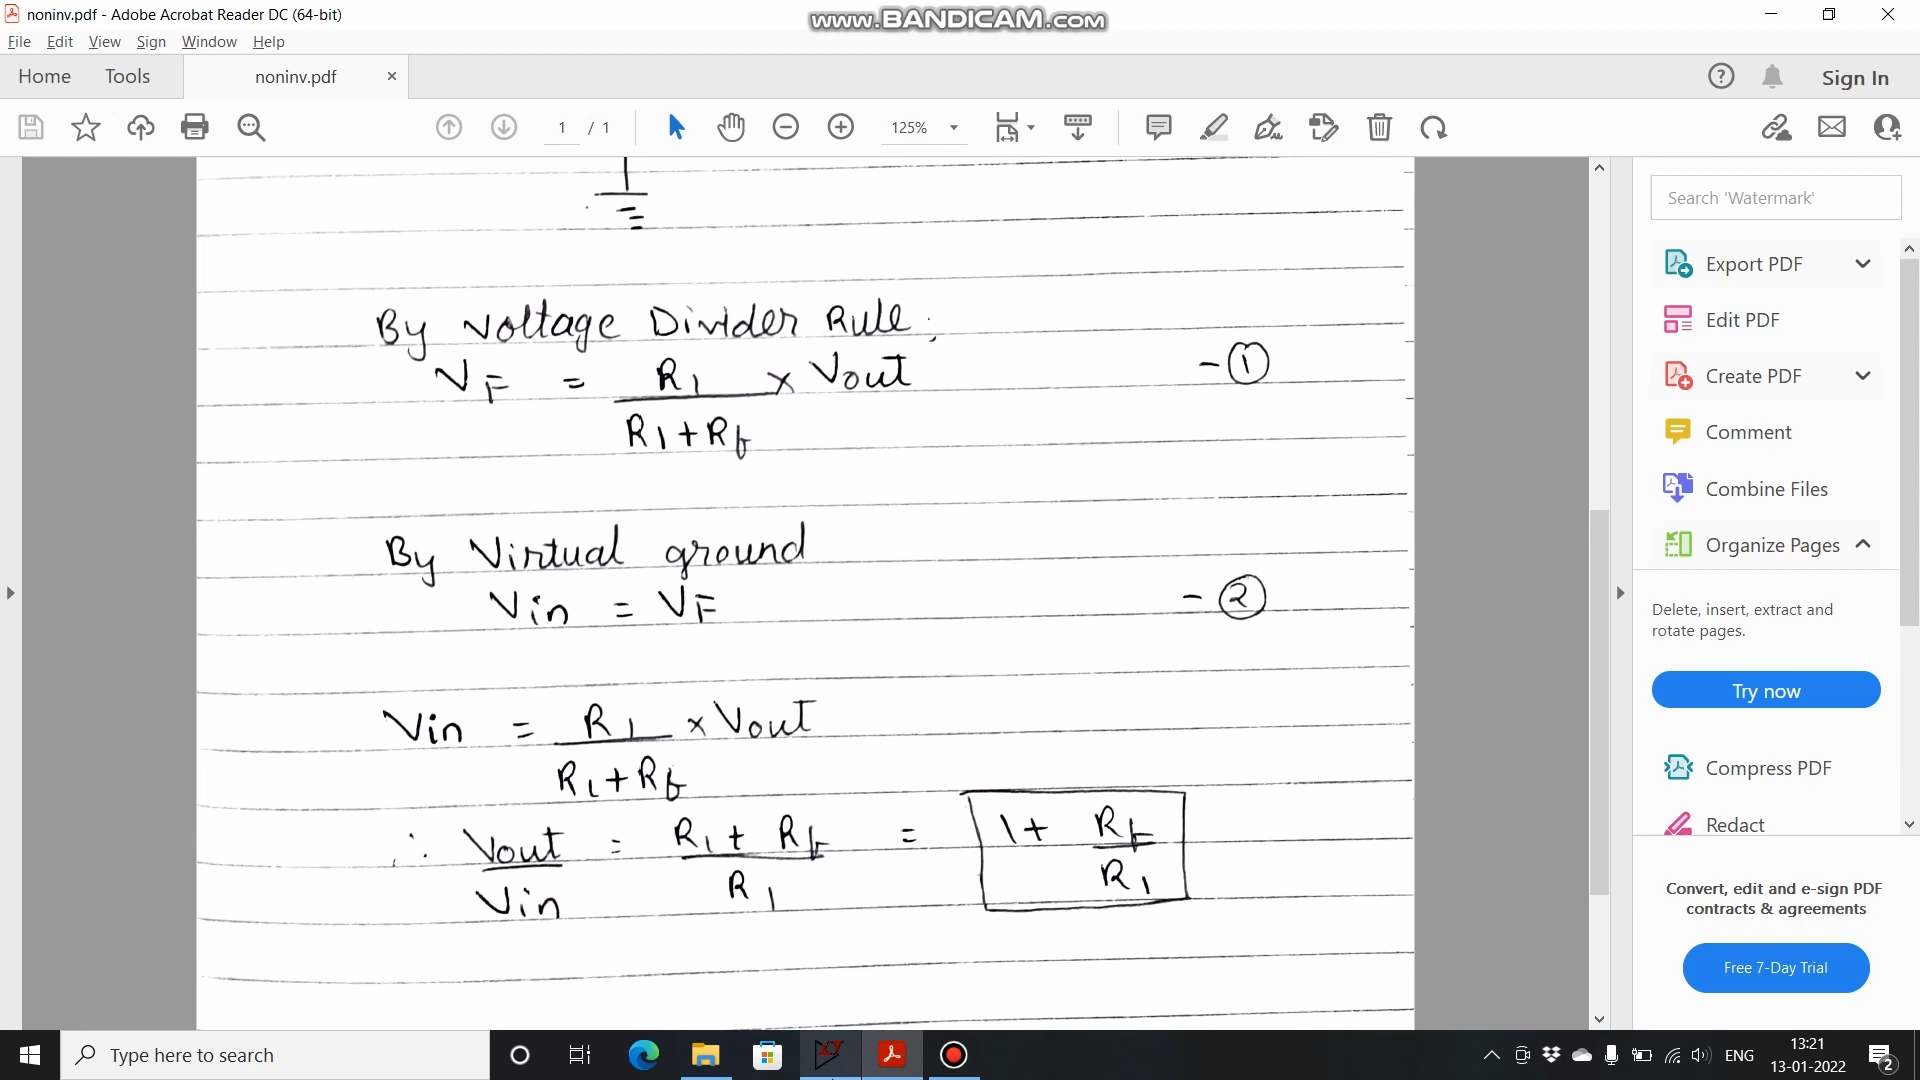 noninv.pdf - Adobe Acrobat Reader DC (64-bit)
www.BANDICAM.com
File Edit View Sign Window Help
Home Tools noninv.pdf × Sign In
1 / 1 125%
Search 'Watermark'
Export PDF
Edit PDF
Create PDF
Comment
Combine Files
Organize Pages
Delete, insert, extract and
rotate pages.
Try now
Compress PDF
Redact
Convert, edit and e-sign PDF
contracts & agreements
Free 7-Day Trial
By Voltage Divider Rule,
VF = R1 × Vout - ①
R1+Rf
By Virtual ground
Vin = VF - ②
Vin = R1 × Vout
R1+Rf
∴ Vout = R1 + Rf = 1+ Rf
Vin R1 R1
Type here to search
ENG
13:21
13-01-2022
2